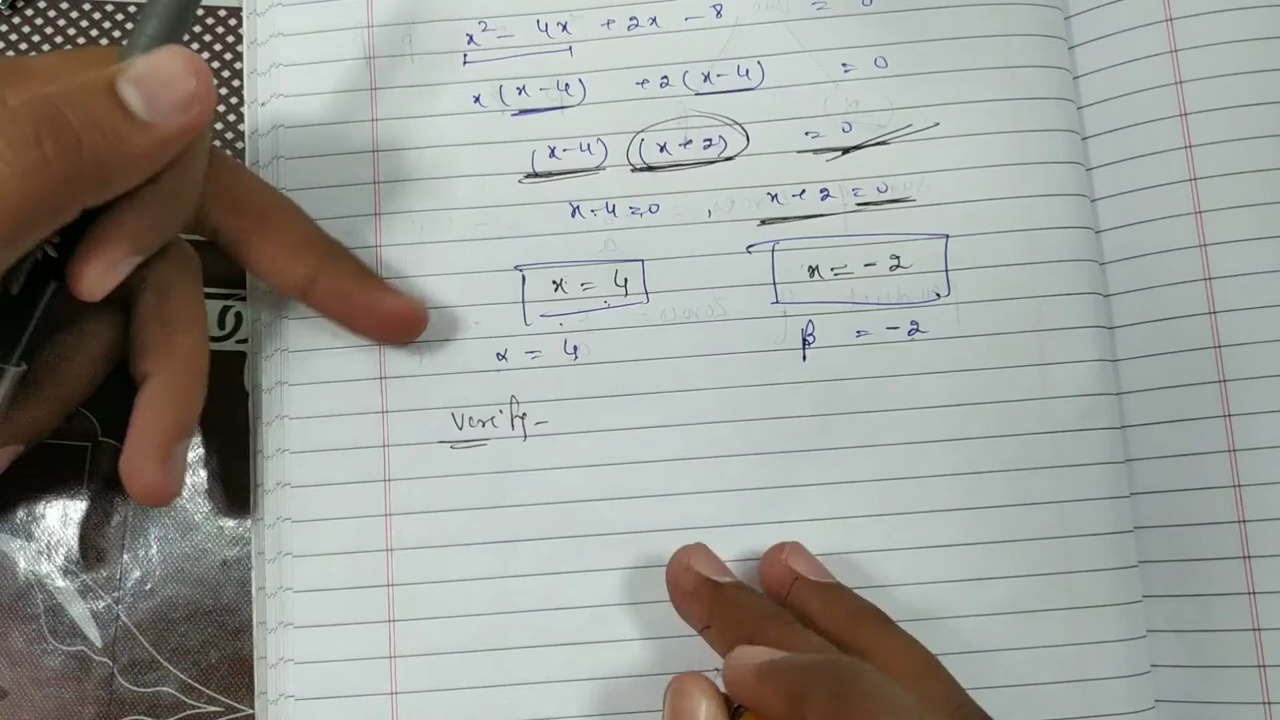 x² - 4x + 2x - 8 = 0
x (x-4) + 2 (x-4) = 0
(x-4) (x+2) = 0
x-4=0 , x+2=0
x = 4 x = -2
α = 4 β = -2
Verify-